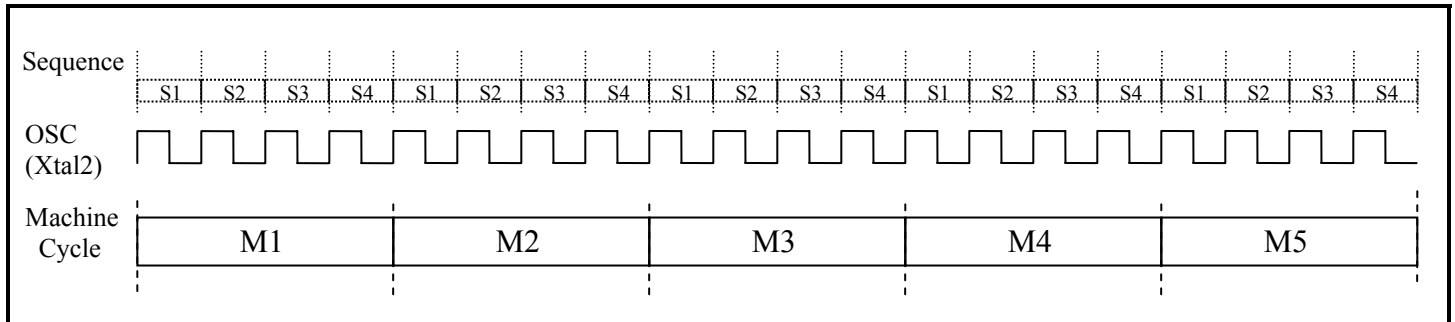 Sequence
S1 S2 S3 S4 S1 S2 S3 S4 S1 S2 S3 S4 S1 S2 S3 S4 S1 S2 S3 S4
OSC
(Xtal2)
Machine
Cycle
M1 M2 M3 M4 M5